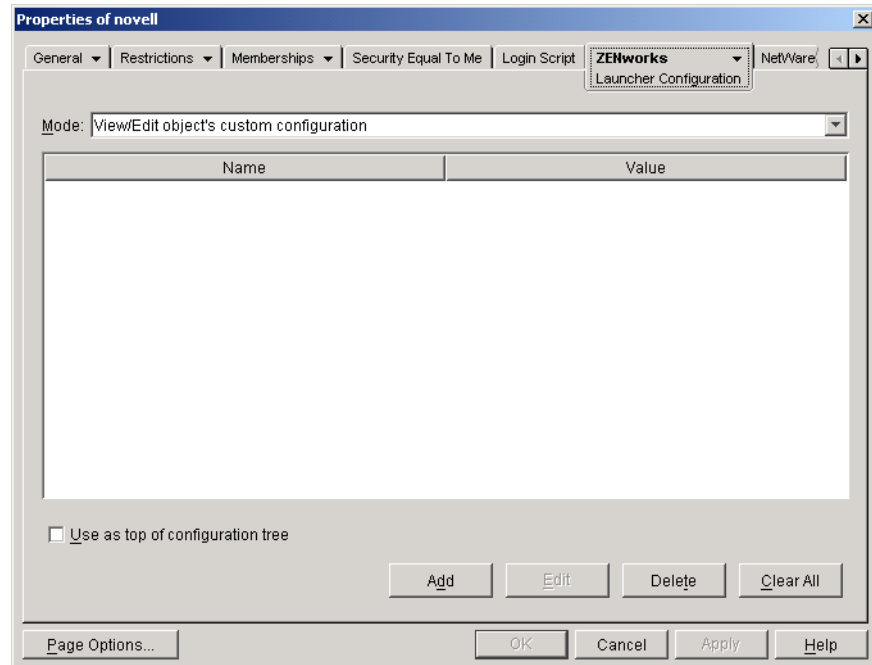 Properties of novell
General Restrictions Memberships Security Equal To Me Login Script ZENworks NetWare
Launcher Configuration
Mode: View/Edit object's custom configuration
Name Value
Use as top of configuration tree
Add Edit Delete Clear All
Page Options... OK Cancel Apply Help